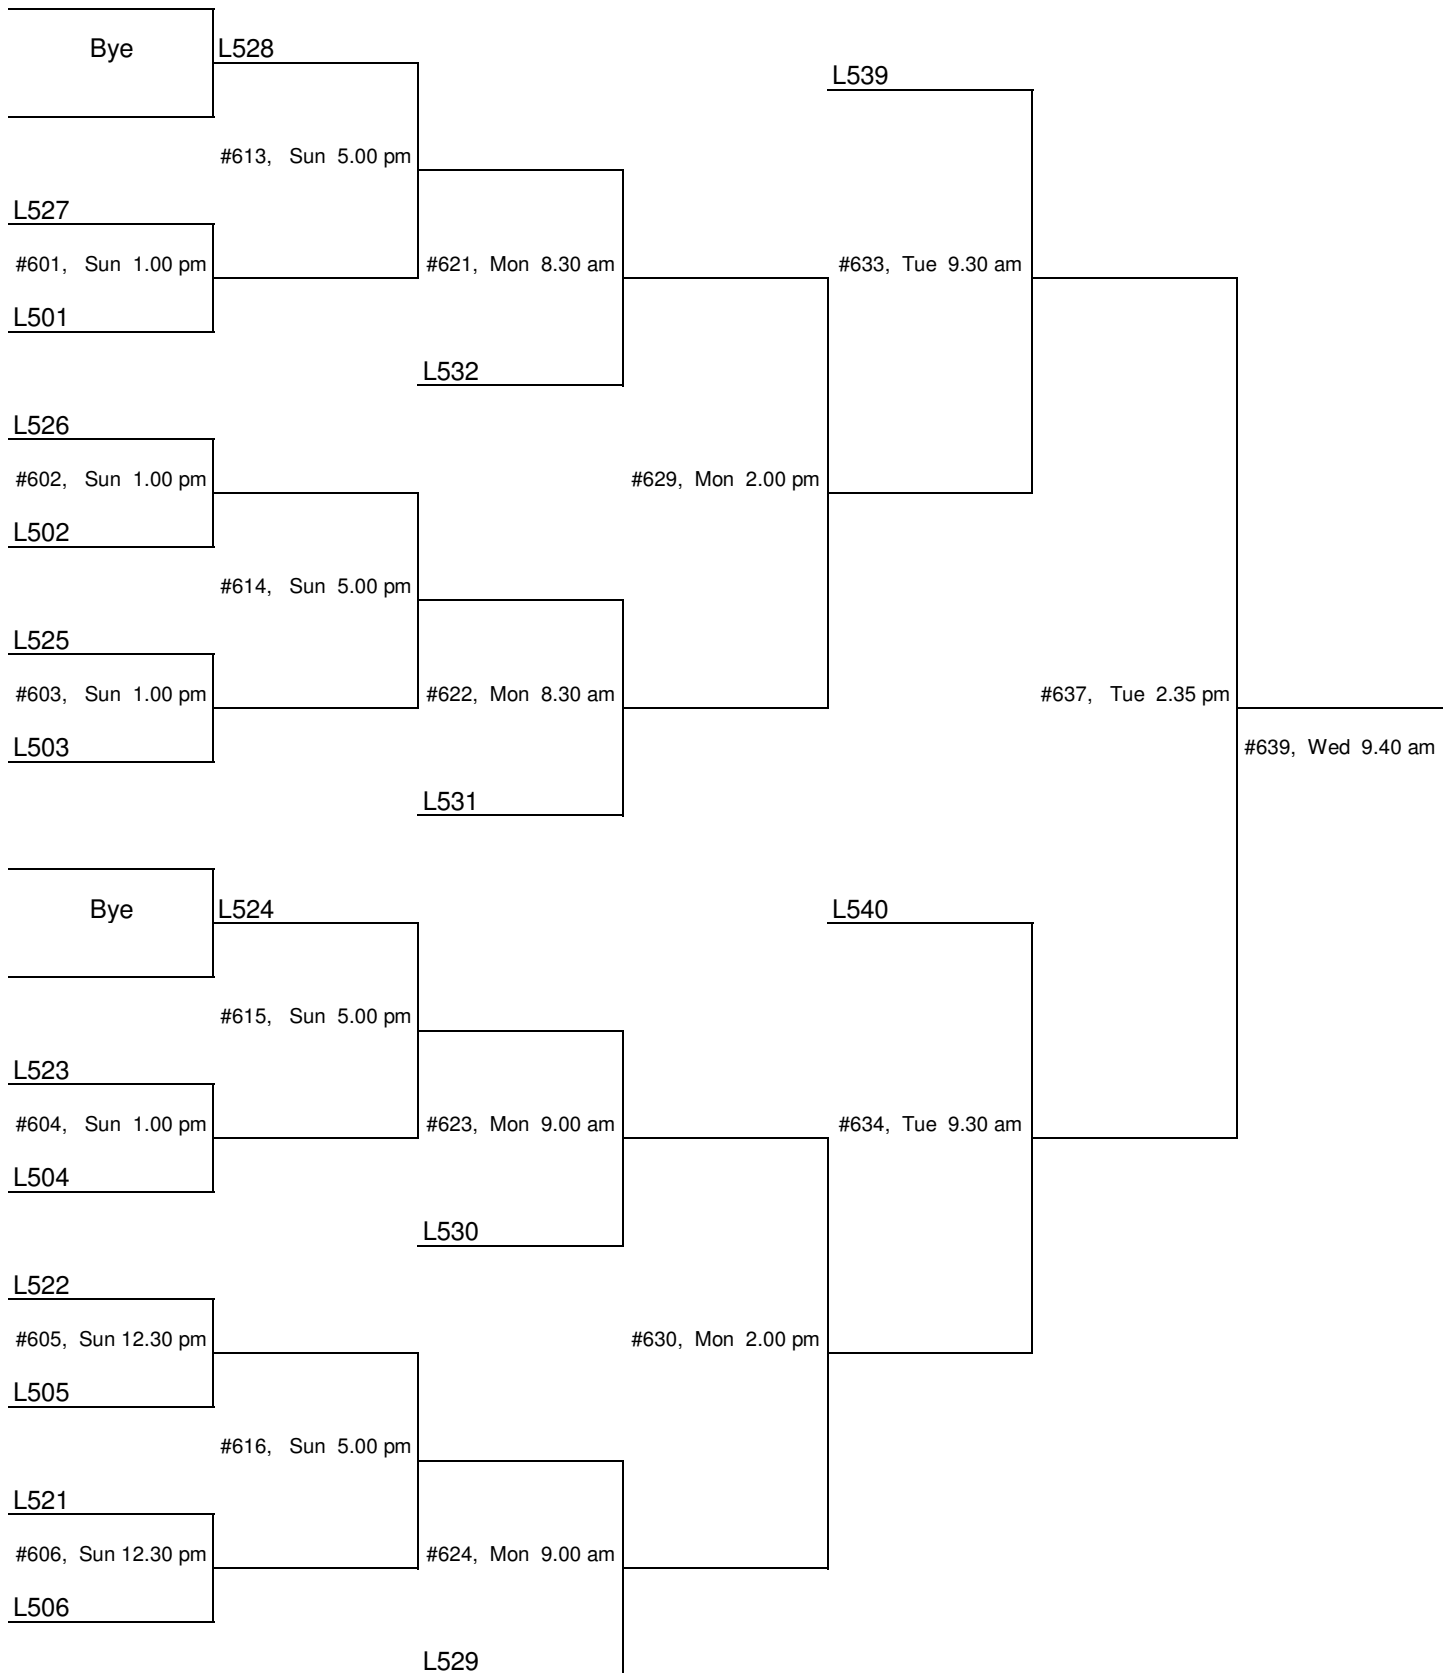 Bye
L528
L539
#613, Sun 5.00 pm
L527
#601, Sun 1.00 pm
#621, Mon 8.30 am
#633, Tue 9.30 am
L501
L532
L526
#602, Sun 1.00 pm
#629, Mon 2.00 pm
L502
#614, Sun 5.00 pm
L525
#603, Sun 1.00 pm
#622, Mon 8.30 am
#637, Tue 2.35 pm
L503
#639, Wed 9.40 am
L531
Bye
L524
L540
#615, Sun 5.00 pm
L523
#604, Sun 1.00 pm
#623, Mon 9.00 am
#634, Tue 9.30 am
L504
L530
L522
#605, Sun 12.30 pm
#630, Mon 2.00 pm
L505
#616, Sun 5.00 pm
L521
#606, Sun 12.30 pm
#624, Mon 9.00 am
L506
L529